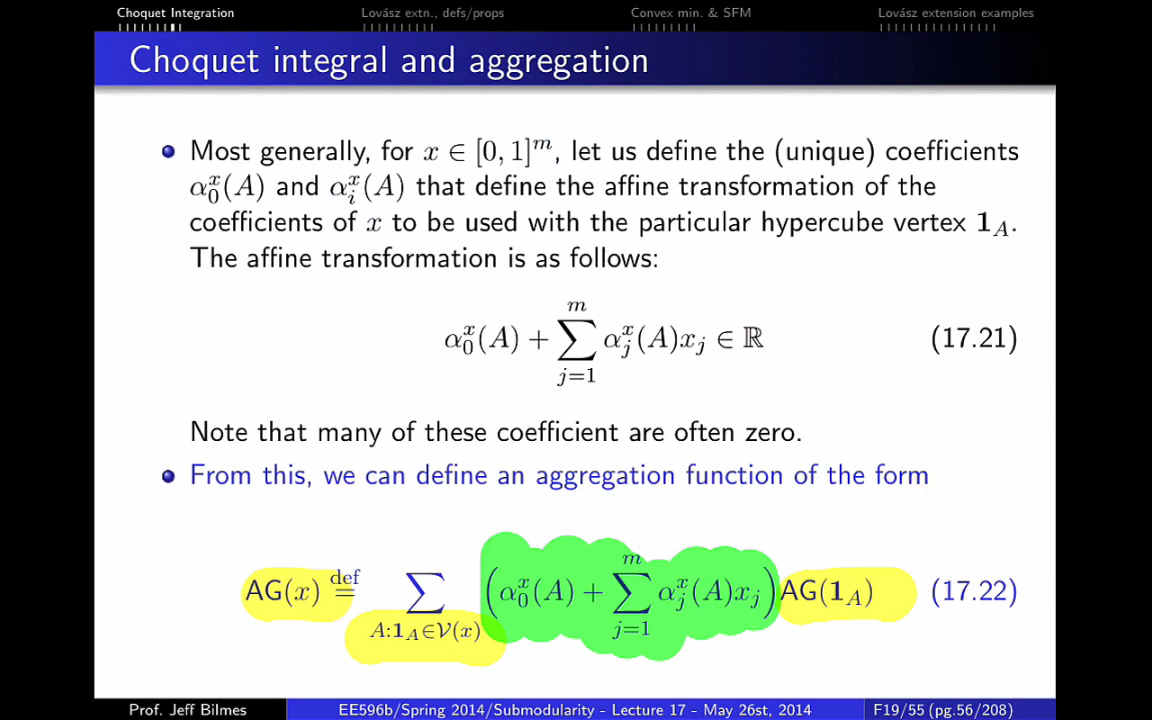 Choquet Integration Lovász extn., defs/props Convex min. & SFM Lovász extension examples
Choquet integral and aggregation
Most generally, for x ∈ [0, 1]^m, let us define the (unique) coefficients
α_0^x(A) and α_i^x(A) that define the affine transformation of the
coefficients of x to be used with the particular hypercube vertex 1_A.
The affine transformation is as follows:
α_0^x(A) + ∑_{j=1}^m α_j^x(A)x_j ∈ ℝ (17.21)
Note that many of these coefficient are often zero.
From this, we can define an aggregation function of the form
AG(x) def= ∑_{A:1_A∈𝒱(x)} (α_0^x(A) + ∑_{j=1}^m α_j^x(A)x_j) AG(1_A) (17.22)
Prof. Jeff Bilmes EE596b/Spring 2014/Submodularity - Lecture 17 - May 26st, 2014 F19/55 (pg.56/208)